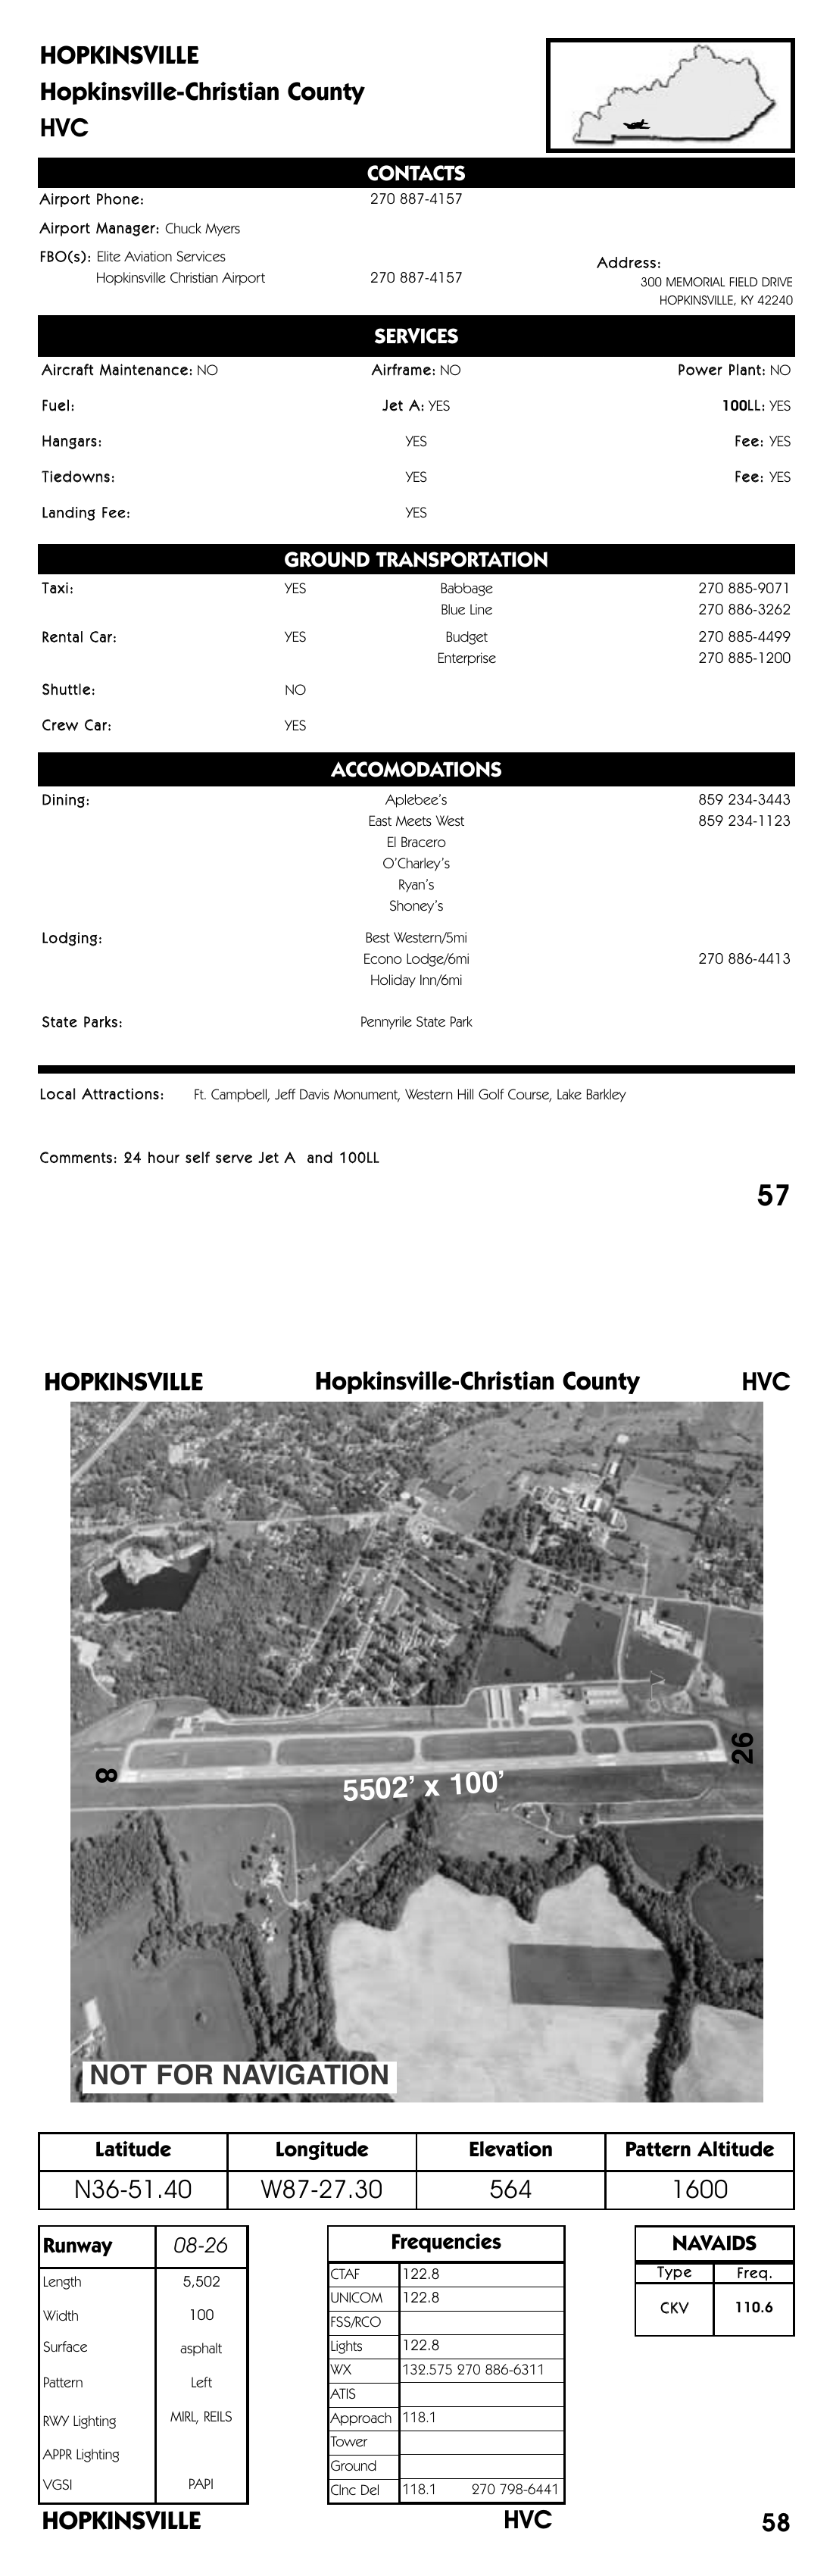 HOPKINSVILLE
Hopkinsville-Christian County
HVC
CONTACTS
Airport Phone: 270 887-4157
Airport Manager: Chuck Myers
FBO(s): Elite Aviation Services
Hopkinsville Christian Airport 270 887-4157
Address:
300 MEMORIAL FIELD DRIVE
HOPKINSVILLE, KY 42240
SERVICES
Aircraft Maintenance: NO Airframe: NO Power Plant: NO
Fuel: Jet A: YES 100LL: YES
Hangars: YES Fee: YES
Tiedowns: YES Fee: YES
Landing Fee: YES
GROUND TRANSPORTATION
Taxi: YES Babbage 270 885-9071
Blue Line 270 886-3262
Rental Car: YES Budget 270 885-4499
Enterprise 270 885-1200
Shuttle: NO
Crew Car: YES
ACCOMODATIONS
Dining: Aplebee's 859 234-3443
East Meets West 859 234-1123
El Bracero
O'Charley's
Ryan's
Shoney's
Lodging: Best Western/5mi
Econo Lodge/6mi 270 886-4413
Holiday Inn/6mi
State Parks: Pennyrile State Park
Local Attractions: Ft. Campbell, Jeff Davis Monument, Western Hill Golf Course, Lake Barkley
Comments: 24 hour self serve Jet A and 100LL
57
HOPKINSVILLE Hopkinsville-Christian County HVC
26
8
5502' x 100'
NOT FOR NAVIGATION
Latitude Longitude Elevation Pattern Altitude
N36-51.40 W87-27.30 564 1600
Runway 08-26
Length 5,502
Width 100
Surface asphalt
Pattern Left
RWY Lighting MIRL, REILS
APPR Lighting
VGSI PAPI
Frequencies
CTAF 122.8
UNICOM 122.8
FSS/RCO
Lights 122.8
WX 132.575 270 886-6311
ATIS
Approach 118.1
Tower
Ground
Clnc Del 118.1 270 798-6441
NAVAIDS
Type Freq.
CKV 110.6
HOPKINSVILLE HVC 58